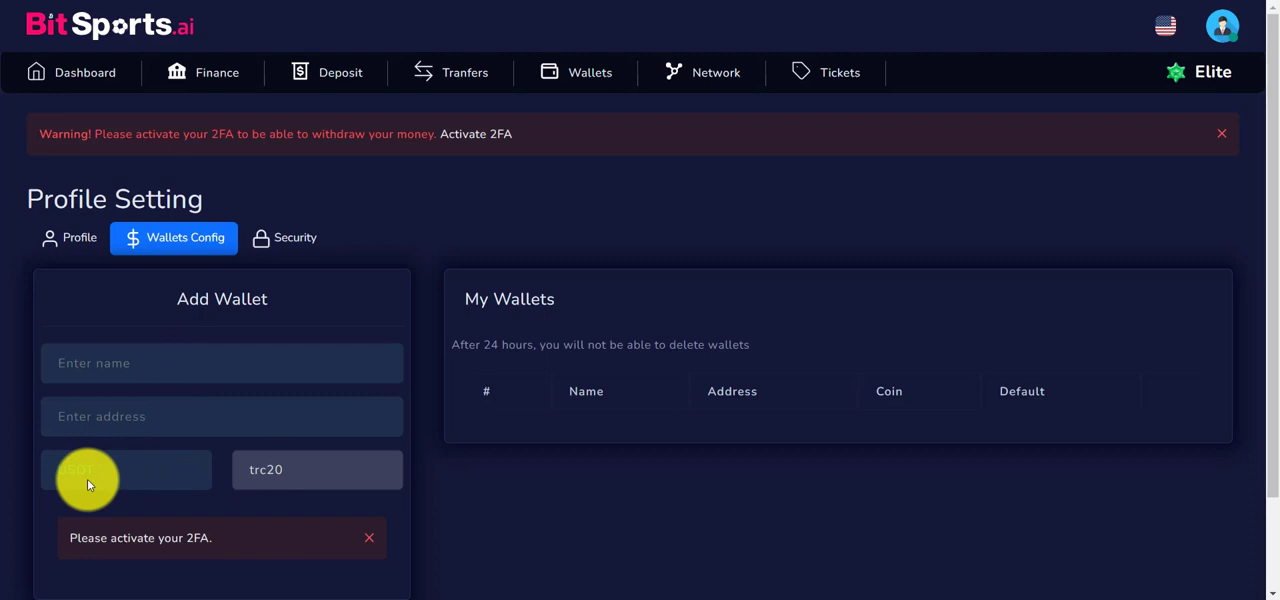 BitSports.ai
Dashboard Finance Deposit Tranfers Wallets Network Tickets Elite
Warning! Please activate your 2FA to be able to withdraw your money. Activate 2FA
Profile Setting
Profile Wallets Config Security
Add Wallet
Enter name
Enter address
USDT trc20
Please activate your 2FA.
My Wallets
After 24 hours, you will not be able to delete wallets
# Name Address Coin Default